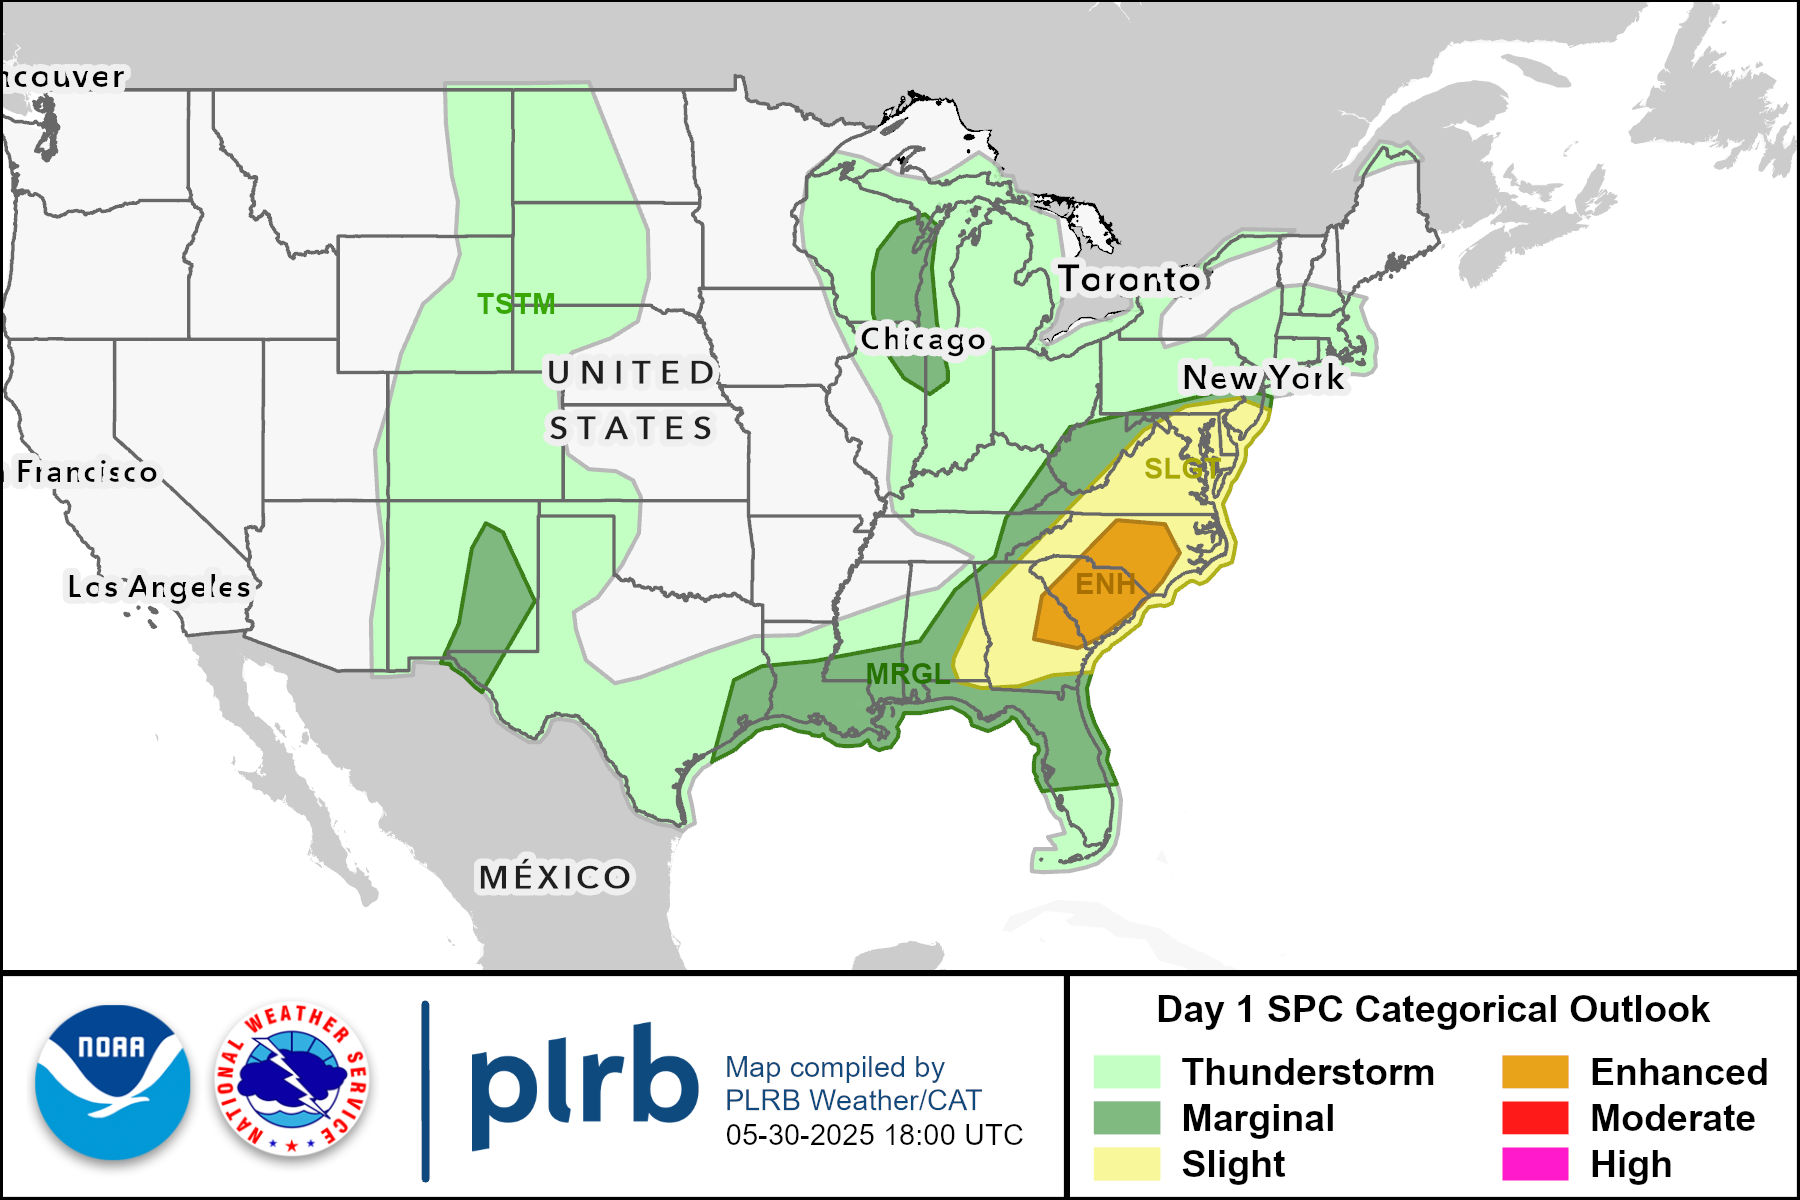 ncouver
TSTM
Toronto
Chicago
UNITED
New York
STATES
Francisco
SLGT
Los Angeles
ENH
MRGL
MÉXICO
NOAA
NATIONAL WEATHER SERVICE
plrb
Map compiled by
PLRB Weather/CAT
05-30-2025 18:00 UTC
Day 1 SPC Categorical Outlook
Thunderstorm
Marginal
Slight
Enhanced
Moderate
High